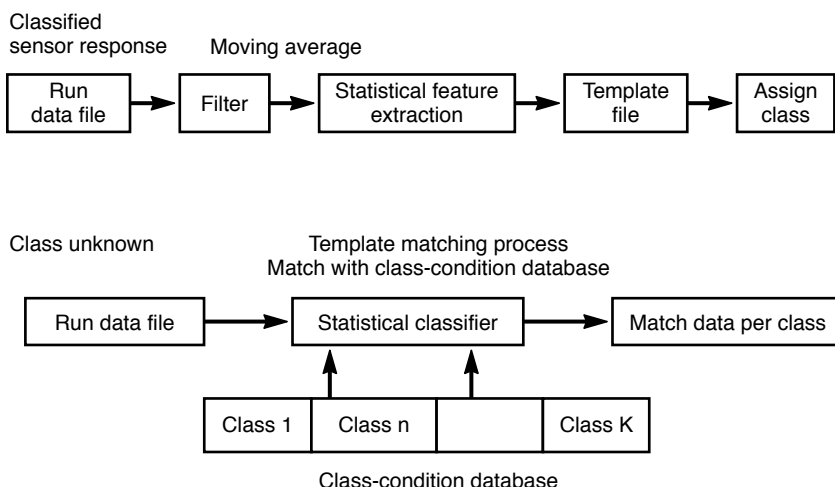 Classified
sensor response
Moving average
Run
data file
Filter
Statistical feature
extraction
Template
file
Assign
class
Class unknown
Template matching process
Match with class-condition database
Run data file
Statistical classifier
Match data per class
Class 1
Class n
Class K
Class-condition database